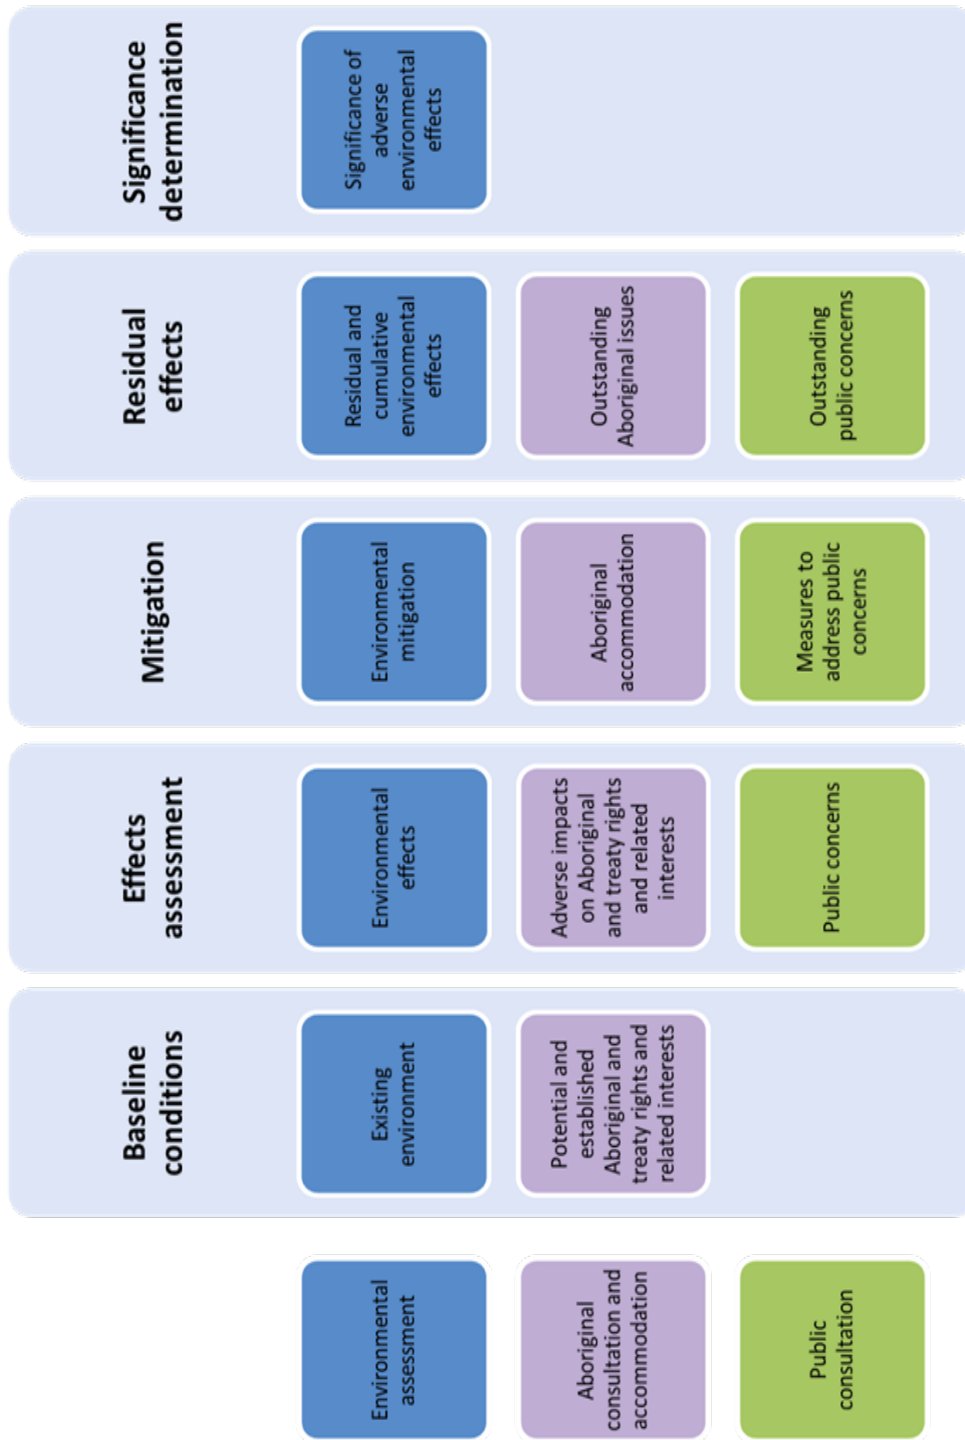 Baseline
conditions
Effects
assessment
Mitigation
Residual
effects
Significance
determination
Environmental
assessment
Existing
environment
Environmental
effects
Environmental
mitigation
Residual and
cumulative
environmental
effects
Significance of
adverse
environmental
effects
Aboriginal
consultation and
accommodation
Potential and
established
Aboriginal and
treaty rights and
related interests
Adverse impacts
on Aboriginal
and treaty rights
and related
interests
Aboriginal
accommodation
Outstanding
Aboriginal issues
Public
consultation
Public concerns
Measures to
address public
concerns
Outstanding
public concerns